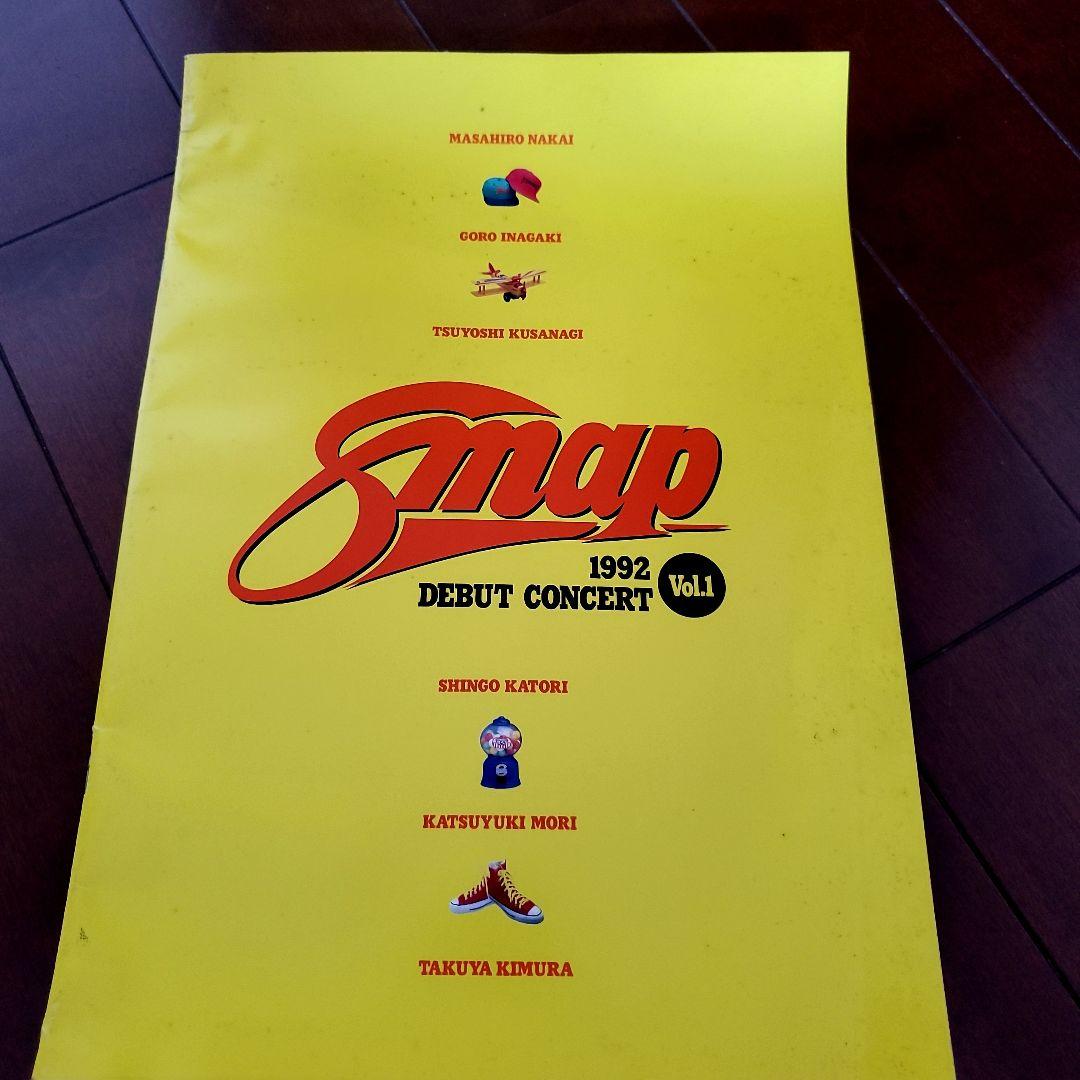 MASAHIRO NAKAI
GORO INAGAKI
TSUYOSHI KUSANAGI
Smap
1992
DEBUT CONCERT Vol.1
SHINGO KATORI
KATSUYUKI MORI
TAKUYA KIMURA